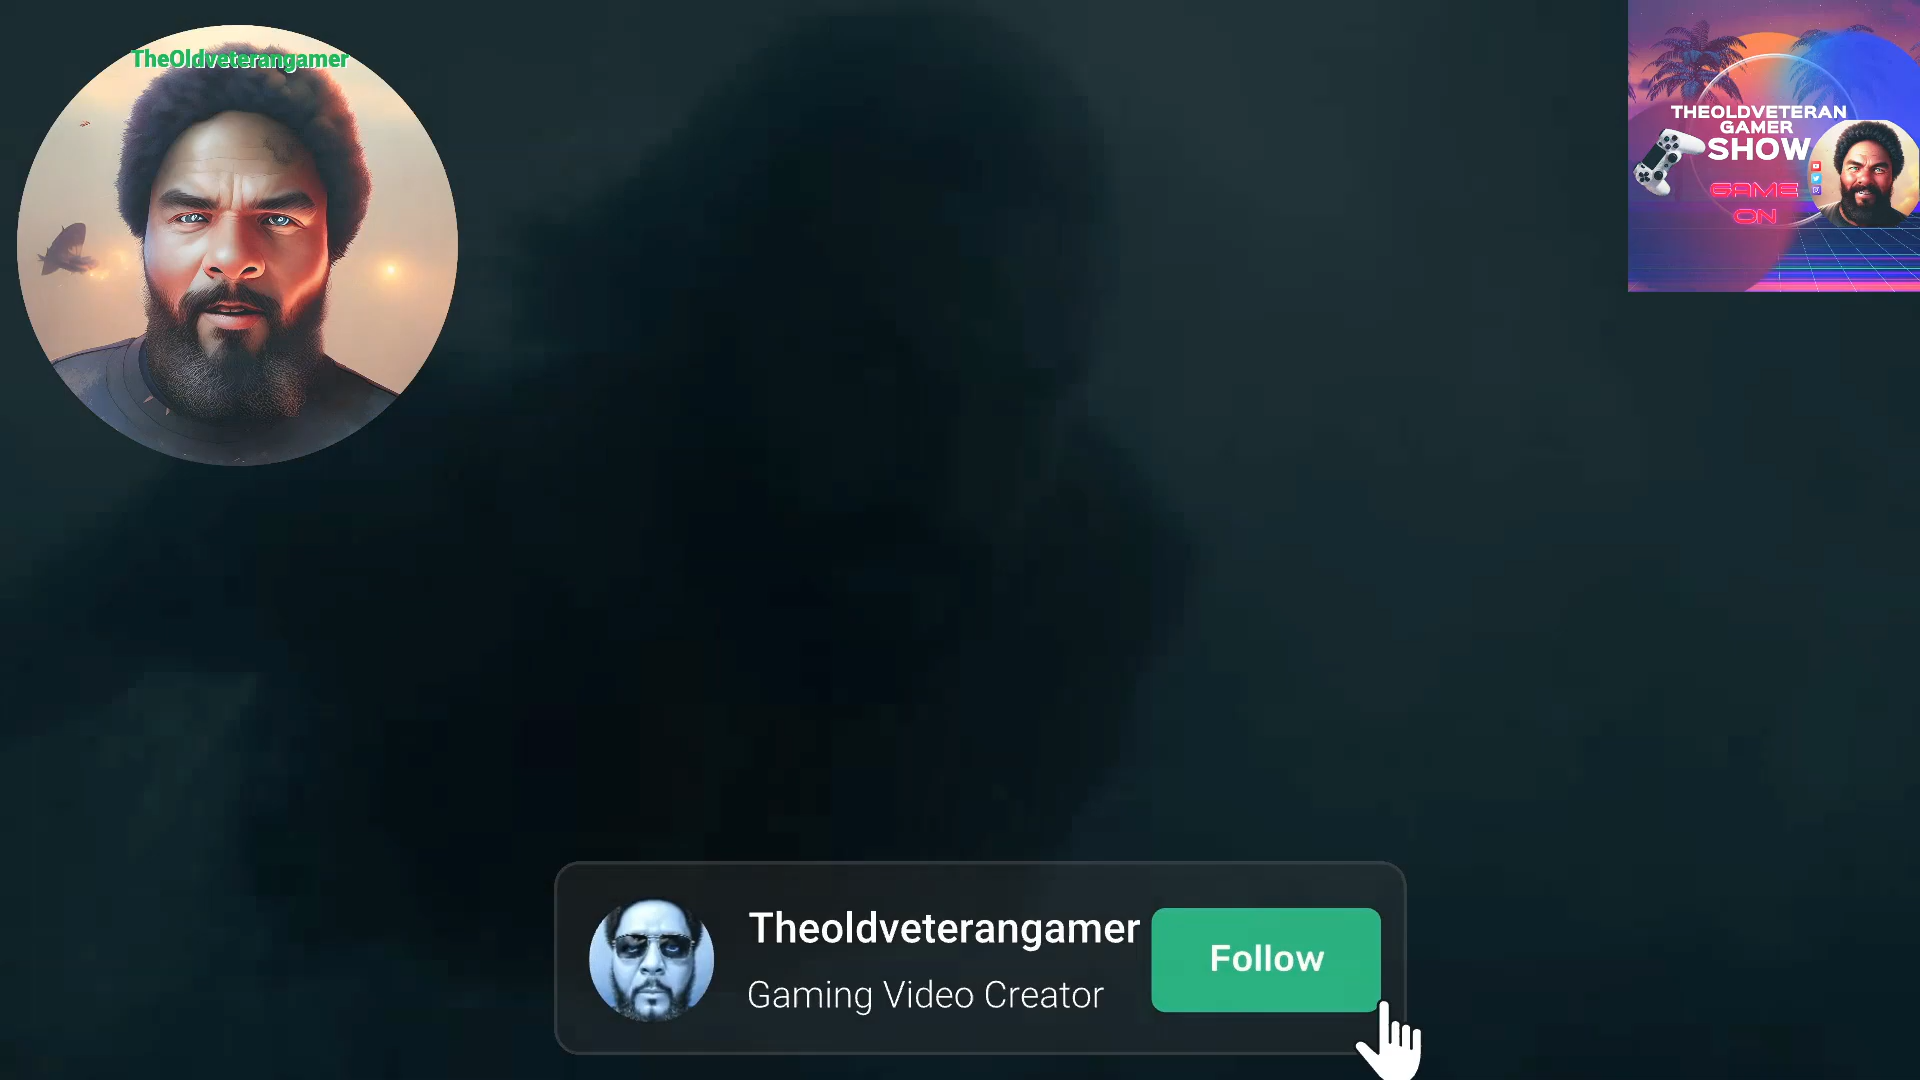 TheOldveterangamer
THEOLDVETERAN
GAMER
SHOW
GAME
ON
Theoldveterangamer
Gaming Video Creator
Follow